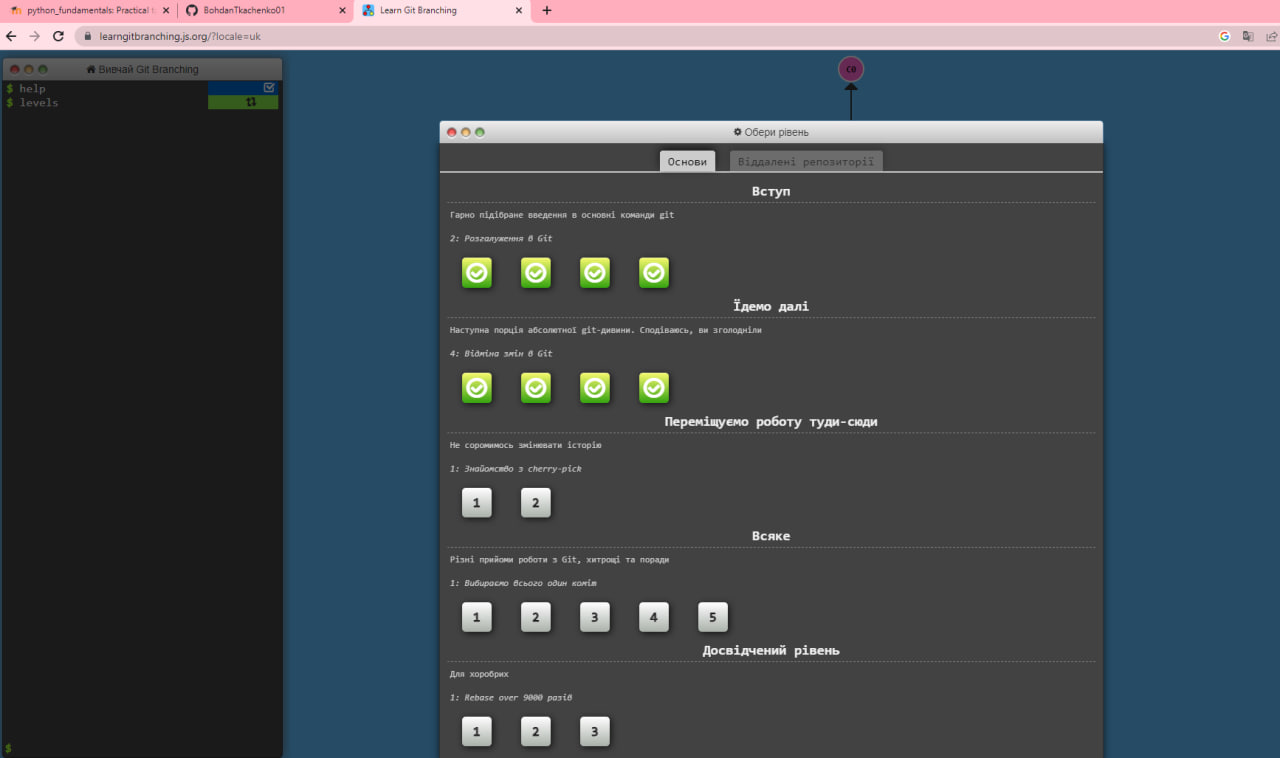 python_fundamentals: Practical t
BohdanTkachenko01
Learn Git Branching
learngitbranching.js.org/?locale=uk
Вивчай Git Branching
$ help
$ levels
$
C0
Обери рівень
Основи
Віддалені репозиторії
Вступ
Гарно підібране введення в основні команди git
2: Розгалуження в Git
Їдемо далі
Наступна порція абсолютної git-дивини. Сподіваюсь, ви зголодніли
4: Відміна змін в Git
Переміщуємо роботу туди-сюди
Не соромимось змінювати історію
1: Знайомство з cherry-pick
1 2
Всяке
Різні прийоми роботи з Git, хитрощі та поради
1: Вибираємо всього один коміт
1 2 3 4 5
Досвідчений рівень
Для хоробрих
1: Rebase over 9000 разів
1 2 3